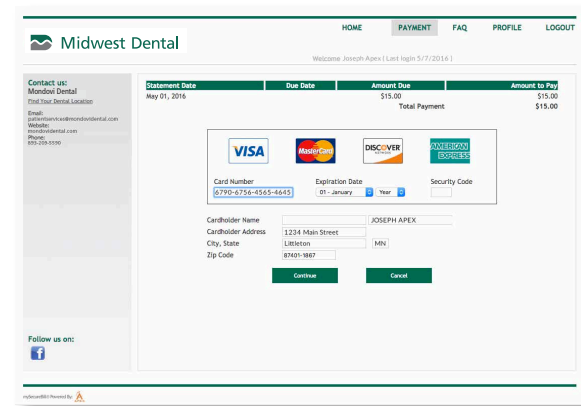 Midwest Dental
HOME PAYMENT FAQ PROFILE LOGOUT
Welcome Joseph Apex ( Last login 5/7/2016 )
Contact us:
Mondovi Dental
Find Your Dental Location
Email:
patientservices@mondovidental.com
Website:
mondovidental.com
Phone:
Statement Date Due Date Amount Due Amount to Pay
May 01, 2016 $15.00 $15.00
Total Payment $15.00
VISA MasterCard DISCOVER NETWORK AMERICAN EXPRESS
Card Number Expiration Date Security Code
6790-6756-4565-4645 01 - January Year
Cardholder Name JOSEPH APEX
Cardholder Address 1234 Main Street
City, State Littleton MN
Zip Code 87401-1867
Continue Cancel
Follow us on:
f
Powered By:
APEX